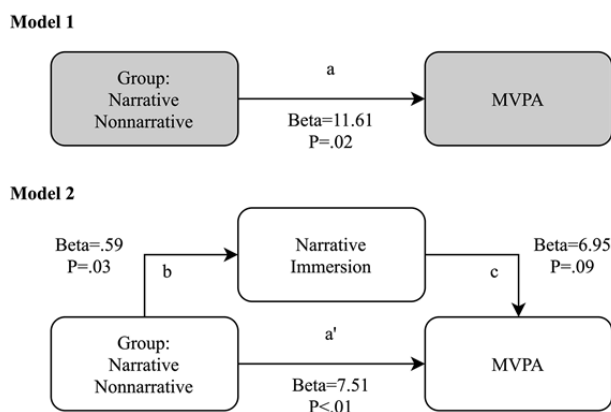 Model 1
Group:
Narrative
Nonnarrative
a
Beta=11.61
P=.02
MVPA
Model 2
Beta=.59
P=.03
b
Narrative
Immersion
c
Beta=6.95
P=.09
Group:
Narrative
Nonnarrative
a'
Beta=7.51
P<.01
MVPA